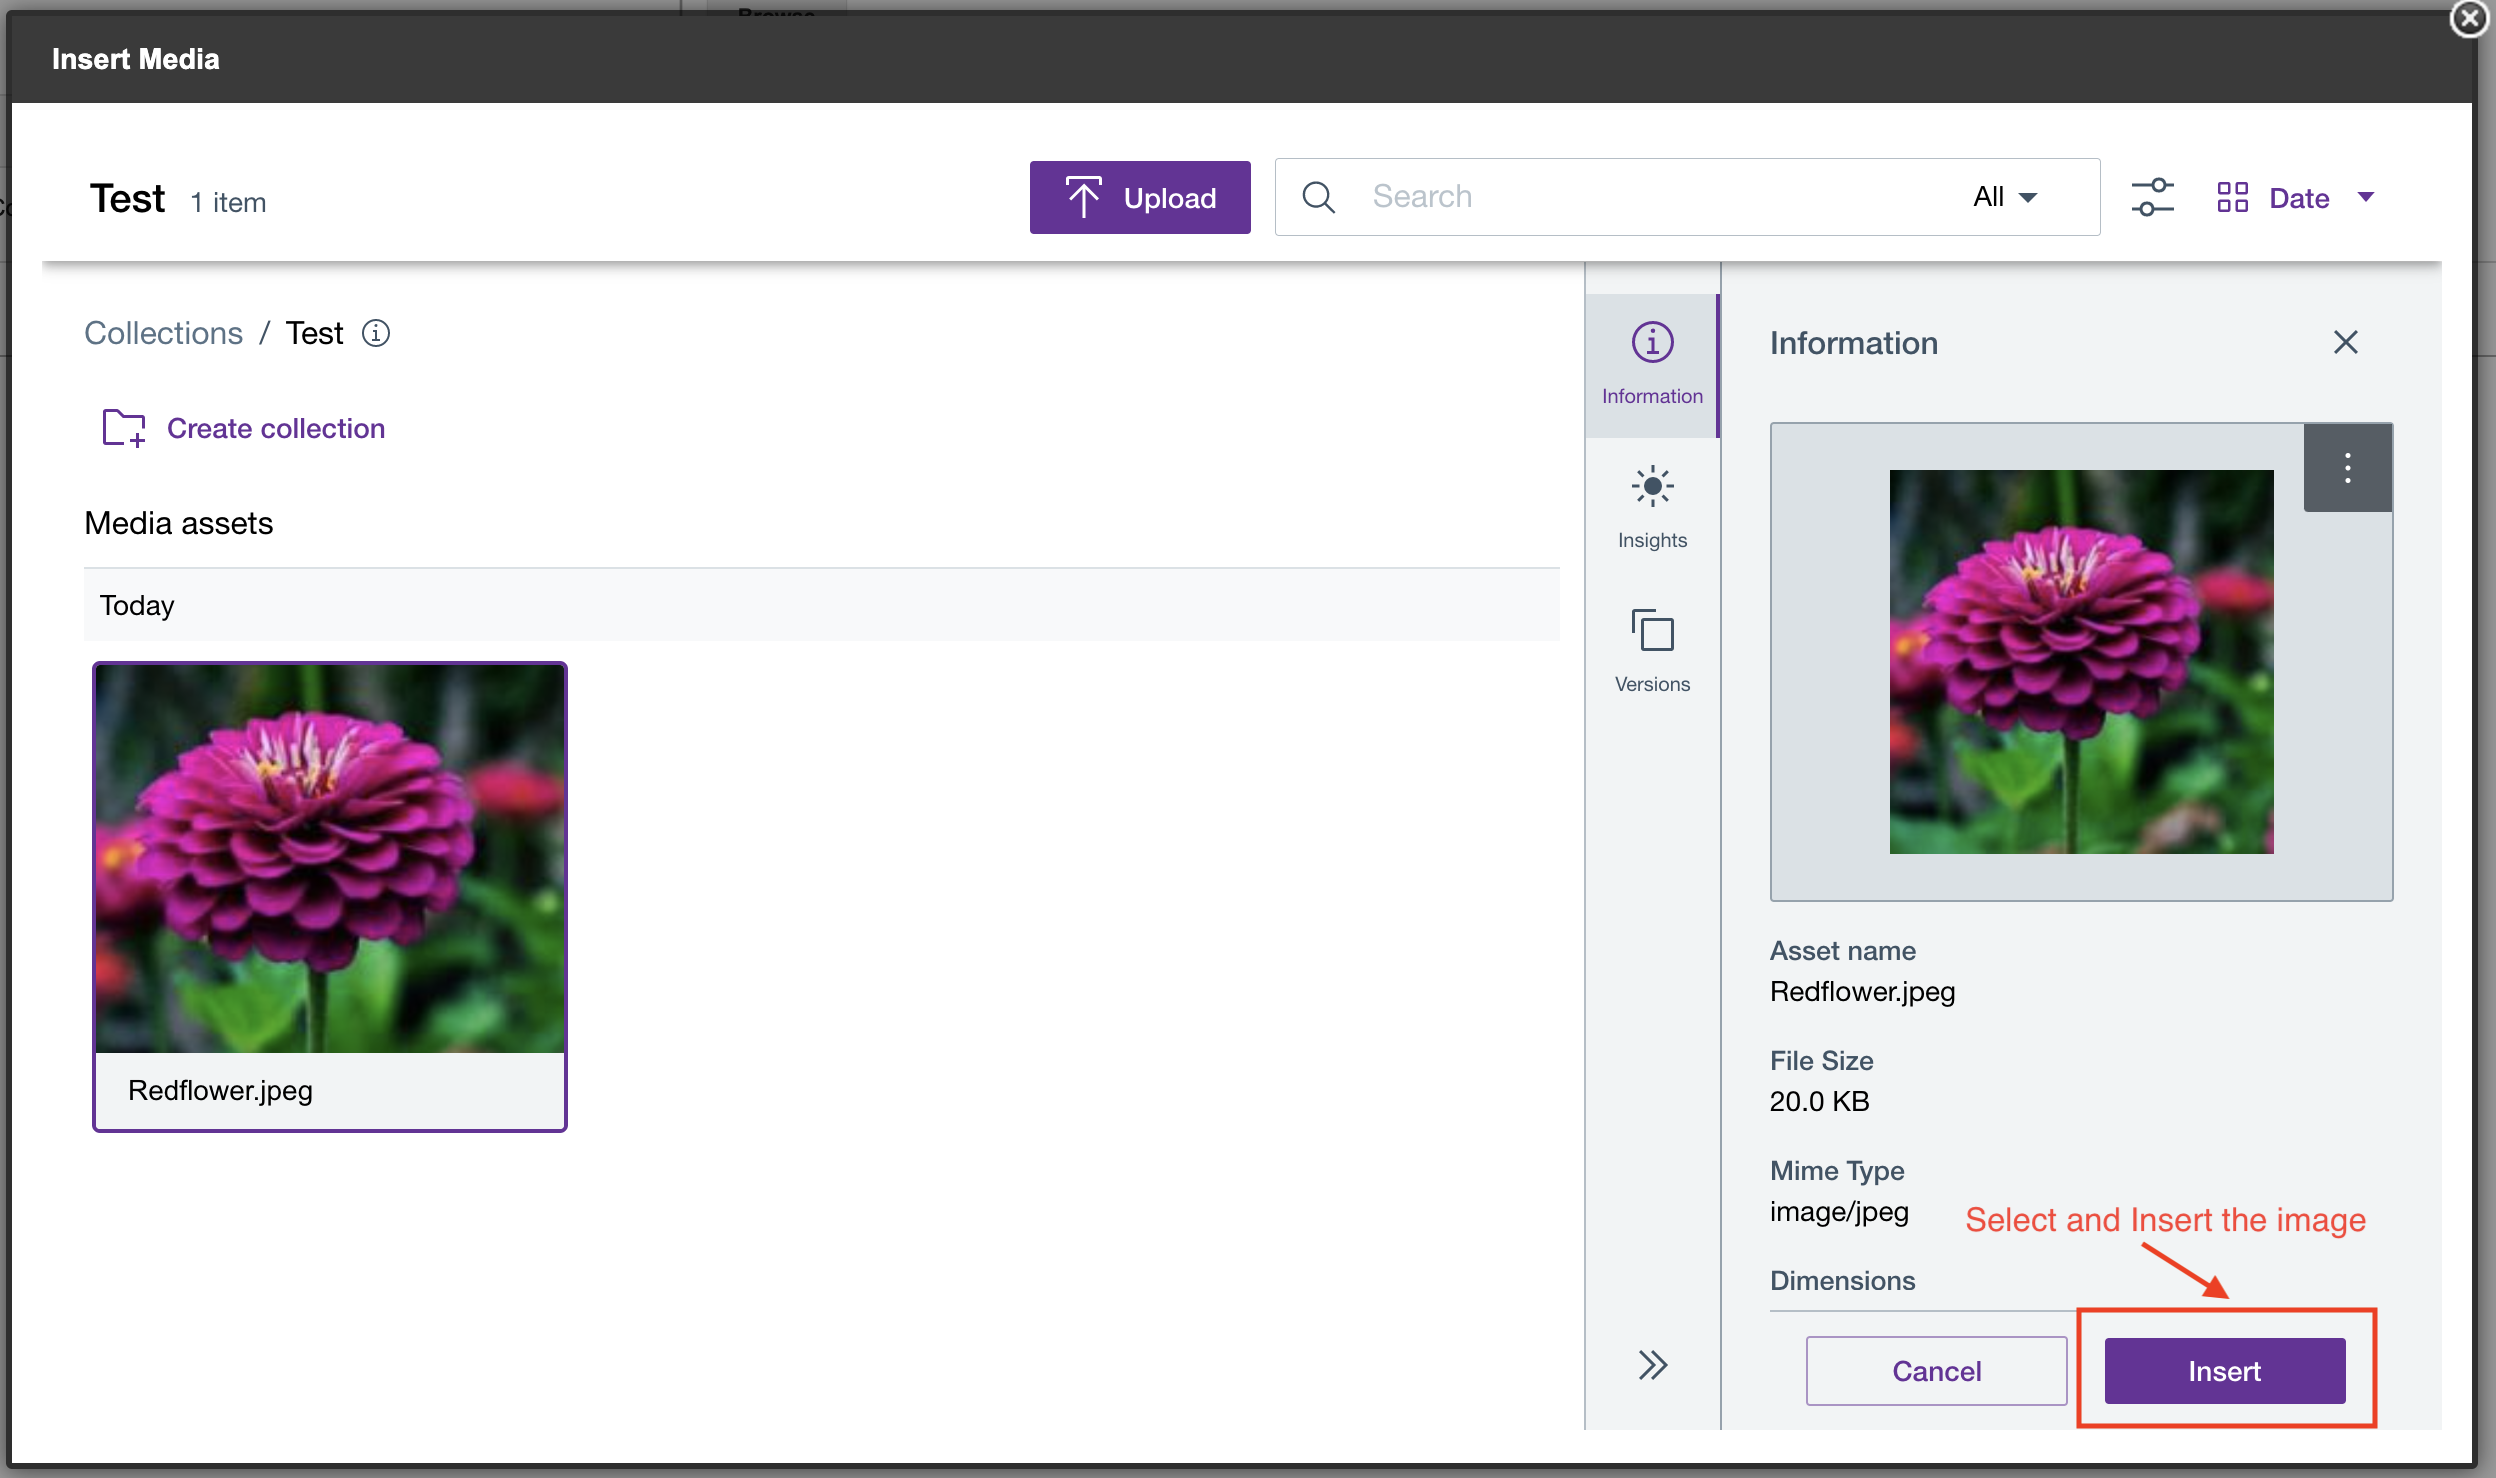 Insert Media
Test 1 item
Upload
Search
All
Date
Collections / Test
Create collection
Media assets
Today
Redflower.jpeg
Information
Insights
Versions
Information
Asset name
Redflower.jpeg
File Size
20.0 KB
Mime Type
image/jpeg
Select and Insert the image
Dimensions
Cancel
Insert